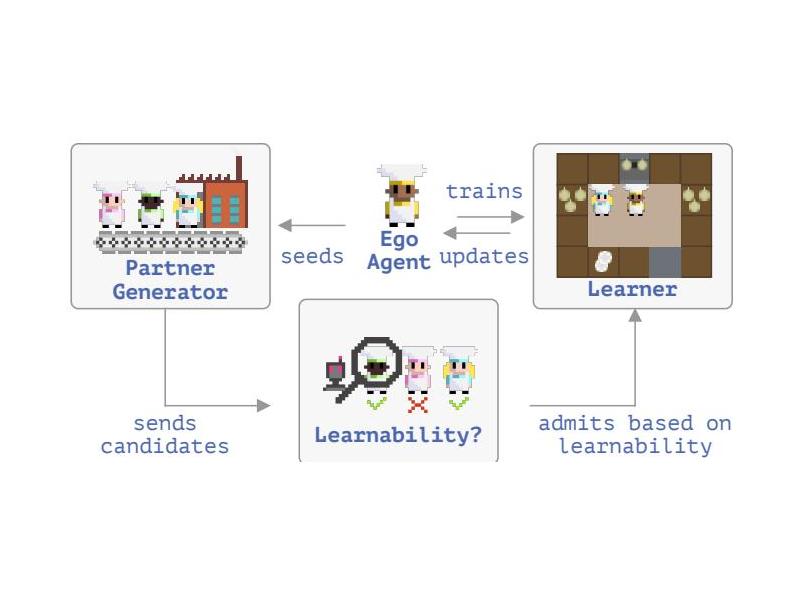 trains
Ego
Agent
seeds
updates
Partner
Generator
Learner
Learnability?
sends
candidates
admits based on
learnability